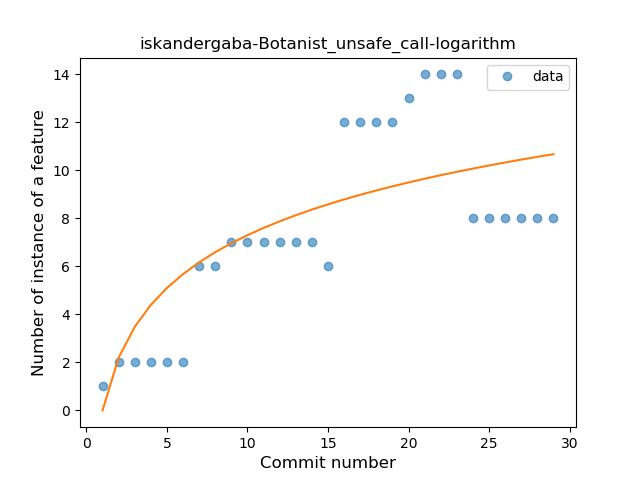 iskandergaba-Botanist_unsafe_call-logarithm
data
Number of instance of a feature
14
12
10
8
6
4
2
0
0 5 10 15 20 25 30
Commit number